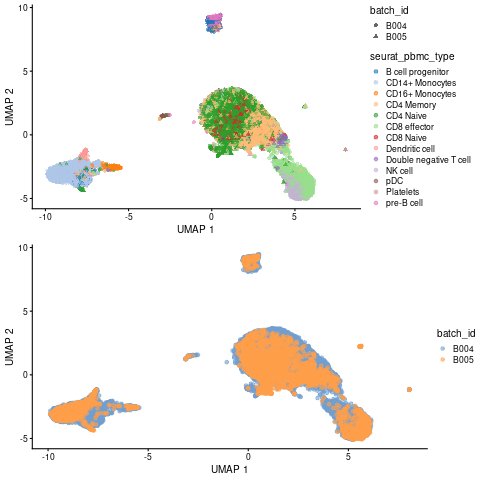 batch_id
B004
B005
seurat_pbmc_type
B cell progenitor
CD14+ Monocytes
CD16+ Monocytes
CD4 Memory
CD4 Naive
CD8 effector
CD8 Naive
Dendritic cell
Double negative T cell
NK cell
pDC
Platelets
pre-B cell
10
5
0
-5
UMAP 2
-10
-5
0
5
UMAP 1
10
5
0
-5
UMAP 2
batch_id
B004
B005
-10
-5
0
5
UMAP 1